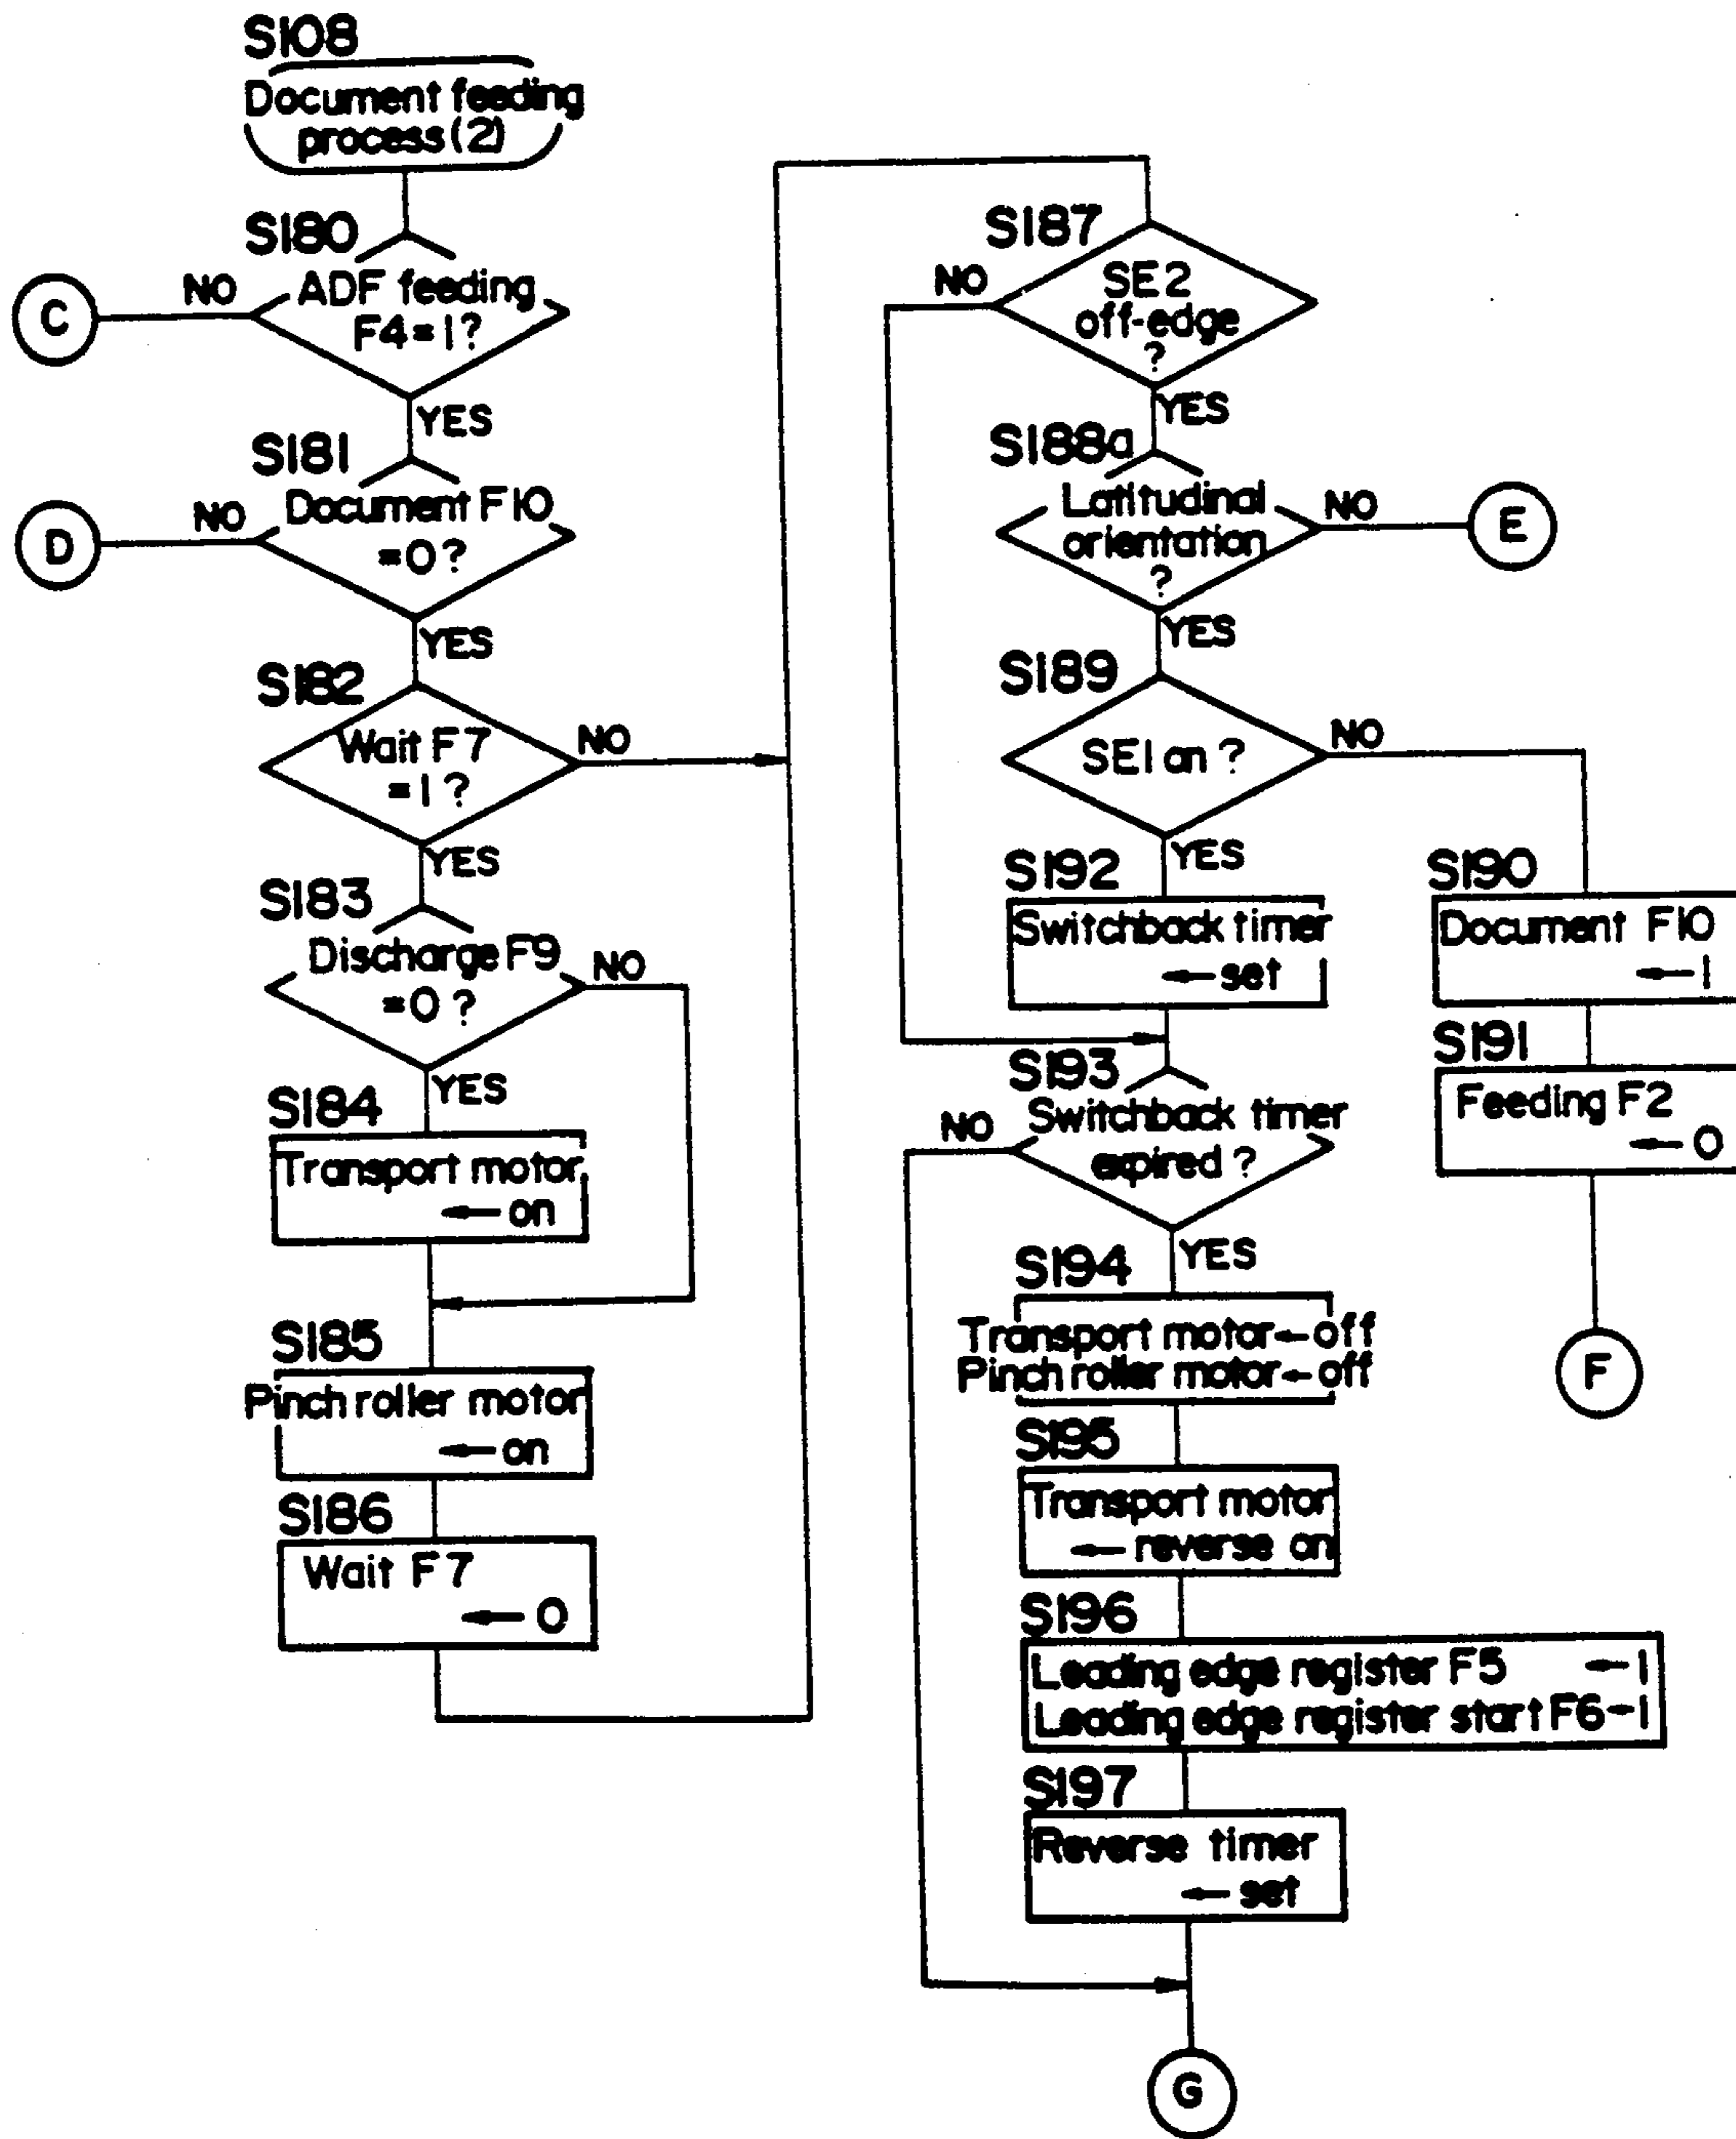 S108
Document feeding
process(2)
S180
NO
ADF feeding
F4=1?
C
YES
S181
NO
Document F10
=0?
D
YES
S182
Wait F7
=1?
NO
YES
S183
Discharge F9
=0?
NO
YES
S184
Transport motor
←on
S185
Pinch roller motor
←on
S186
Wait F7
←0
S187
NO
SE2
off-edge
?
YES
S188a
Latitudinal
orientation
?
NO
E
YES
S189
SE1 on?
NO
YES
S192
Switchback timer
←set
S190
Document F10
←1
S191
Feeding F2
←0
F
S193
NO
Switchback timer
expired?
YES
S194
Transport motor←off
Pinch roller motor←off
S195
Transport motor
←reverse on
S196
Leading edge register F5 ←1
Leading edge register start F6←1
S197
Reverse timer
←set
G